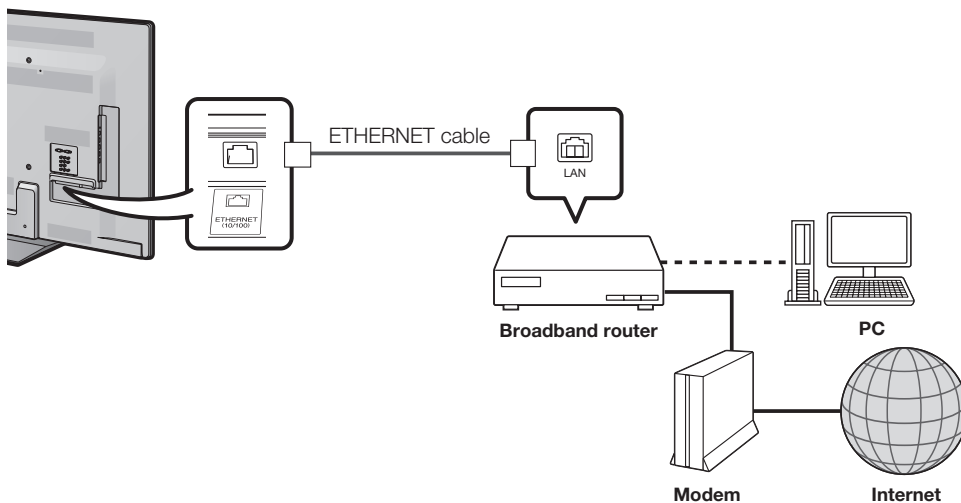 ETHERNET cable
LAN
ETHERNET
(10/100)
Broadband router
PC
Modem
Internet